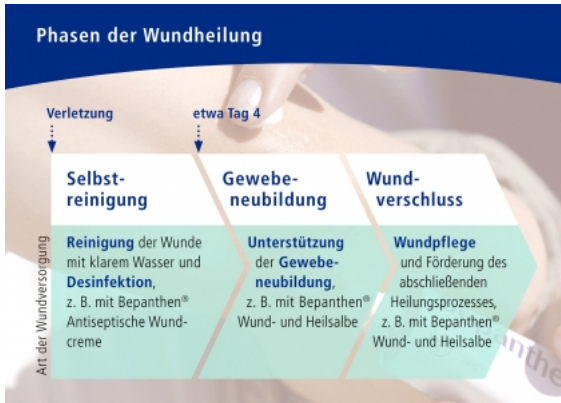 Phasen der Wundheilung
Verletzung
etwa Tag 4
Selbst-
reinigung
Gewebe-
neubildung
Wund-
verschluss
Art der Wundversorgung
Reinigung der Wunde
mit klarem Wasser und
Desinfektion,
z. B. mit Bepanthen®
Antiseptische Wund-
creme
Unterstützung
der Gewebe-
neubildung,
z. B. mit Bepanthen®
Wund- und Heilsalbe
Wundpflege
und Förderung des
abschließenden
Heilungsprozesses,
z. B. mit Bepanthen®
Wund- und Heilsalbe